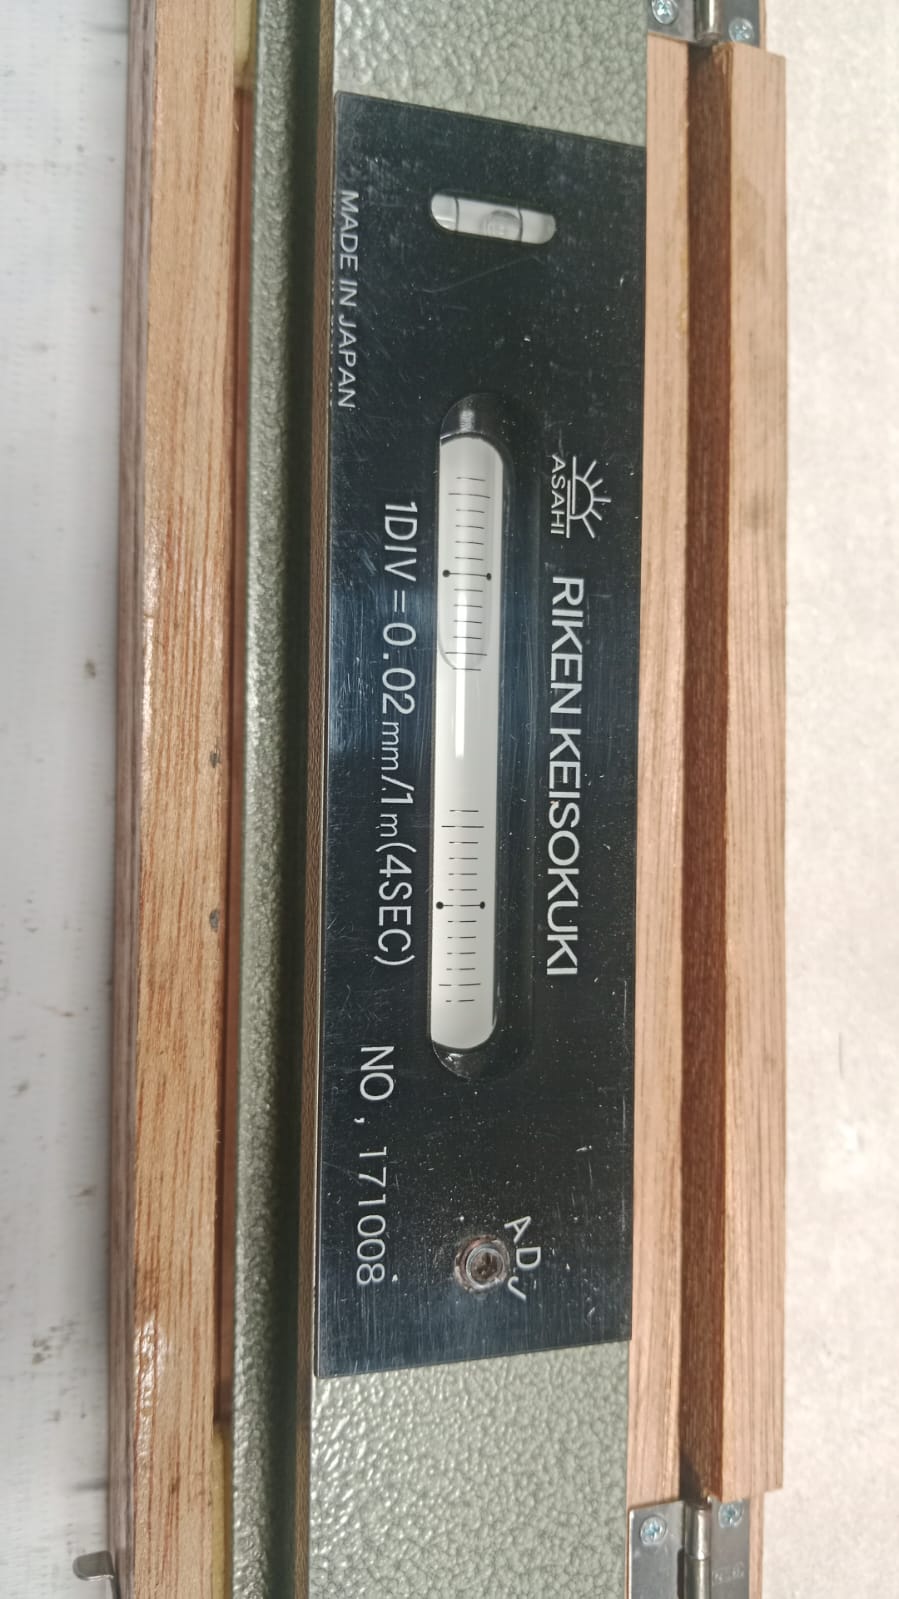 ASAHI
RIKEN KEISOKUKI
ADJ
1DIV=0.02mm/1m(4SEC)
NO, 171008
MADE IN JAPAN